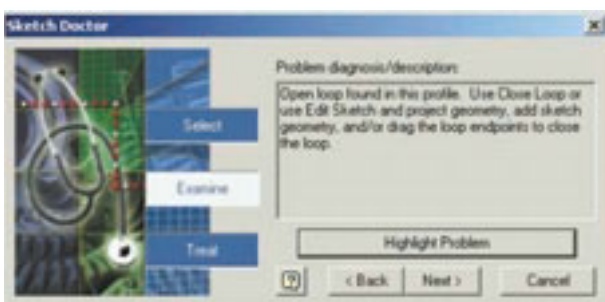 Sketch Doctor
Problem diagnosis/description:
Open loop found in this profile. Use Close Loop or
use Edit Sketch and project geometry, add sketch
geometry, and/or drag the loop endpoints to close
the loop.
Select
Examine
Treat
Highlight Problem
?
< Back
Next >
Cancel